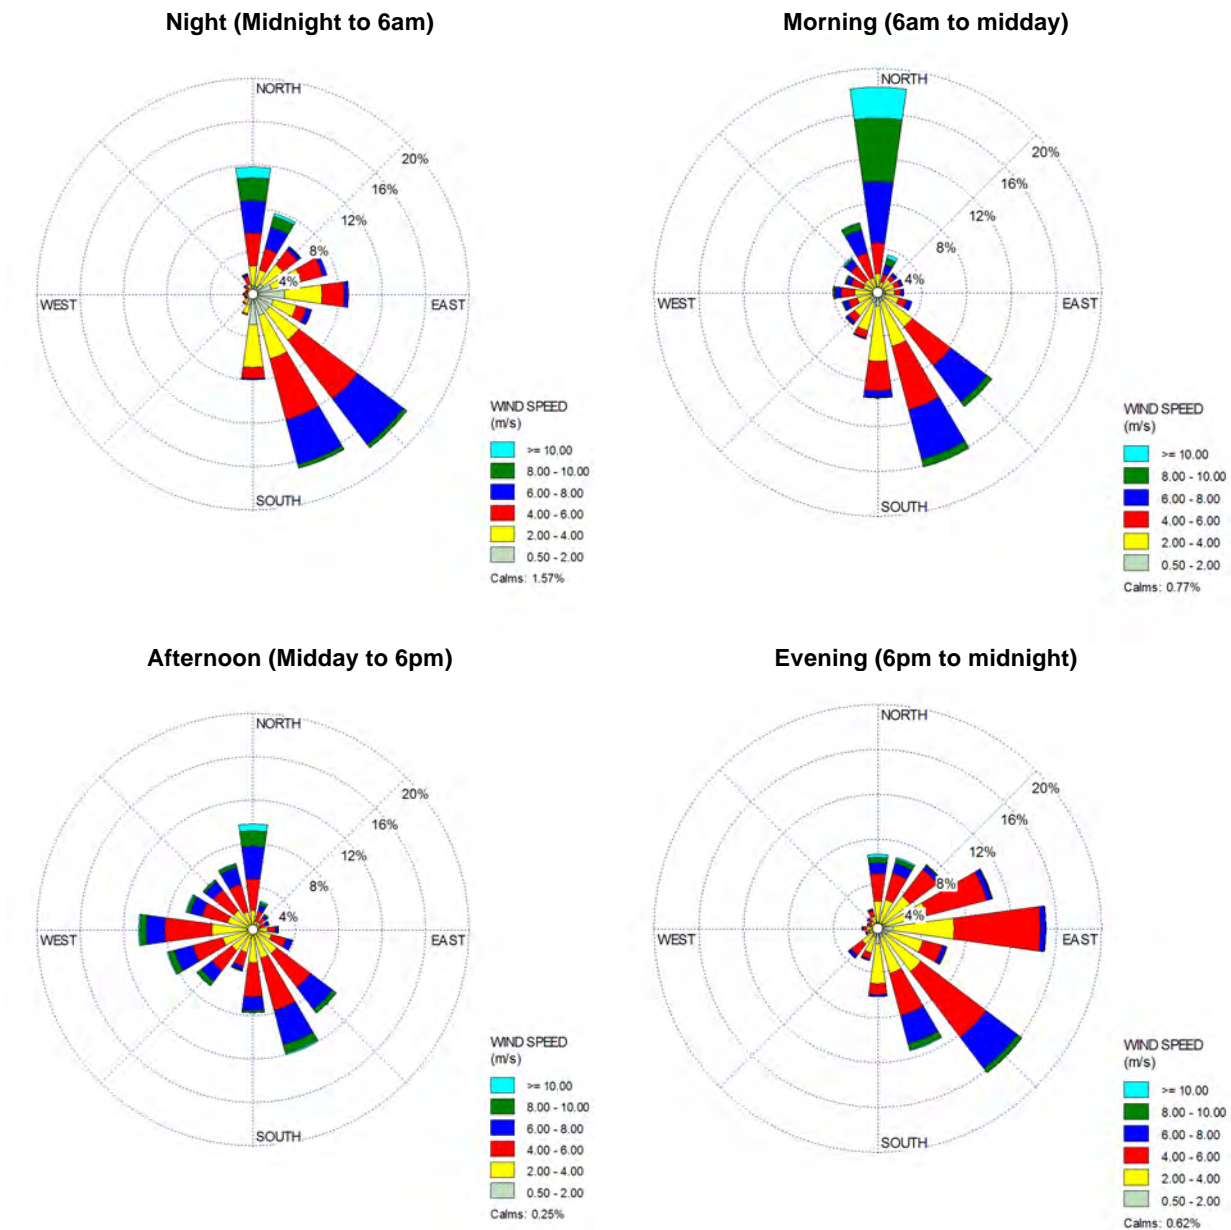 Night (Midnight to 6am)
NORTH
20%
16%
12%
8%
4%
WEST
EAST
SOUTH
WIND SPEED
(m/s)
>= 10.00
8.00 - 10.00
6.00 - 8.00
4.00 - 6.00
2.00 - 4.00
0.50 - 2.00
Calms: 1.57%
Morning (6am to midday)
NORTH
20%
16%
12%
8%
4%
WEST
EAST
SOUTH
WIND SPEED
(m/s)
>= 10.00
8.00 - 10.00
6.00 - 8.00
4.00 - 6.00
2.00 - 4.00
0.50 - 2.00
Calms: 0.77%
Afternoon (Midday to 6pm)
NORTH
20%
16%
12%
8%
4%
WEST
EAST
SOUTH
WIND SPEED
(m/s)
>= 10.00
8.00 - 10.00
6.00 - 8.00
4.00 - 6.00
2.00 - 4.00
0.50 - 2.00
Calms: 0.25%
Evening (6pm to midnight)
NORTH
20%
16%
12%
8%
4%
WEST
EAST
SOUTH
WIND SPEED
(m/s)
>= 10.00
8.00 - 10.00
6.00 - 8.00
4.00 - 6.00
2.00 - 4.00
0.50 - 2.00
Calms: 0.62%